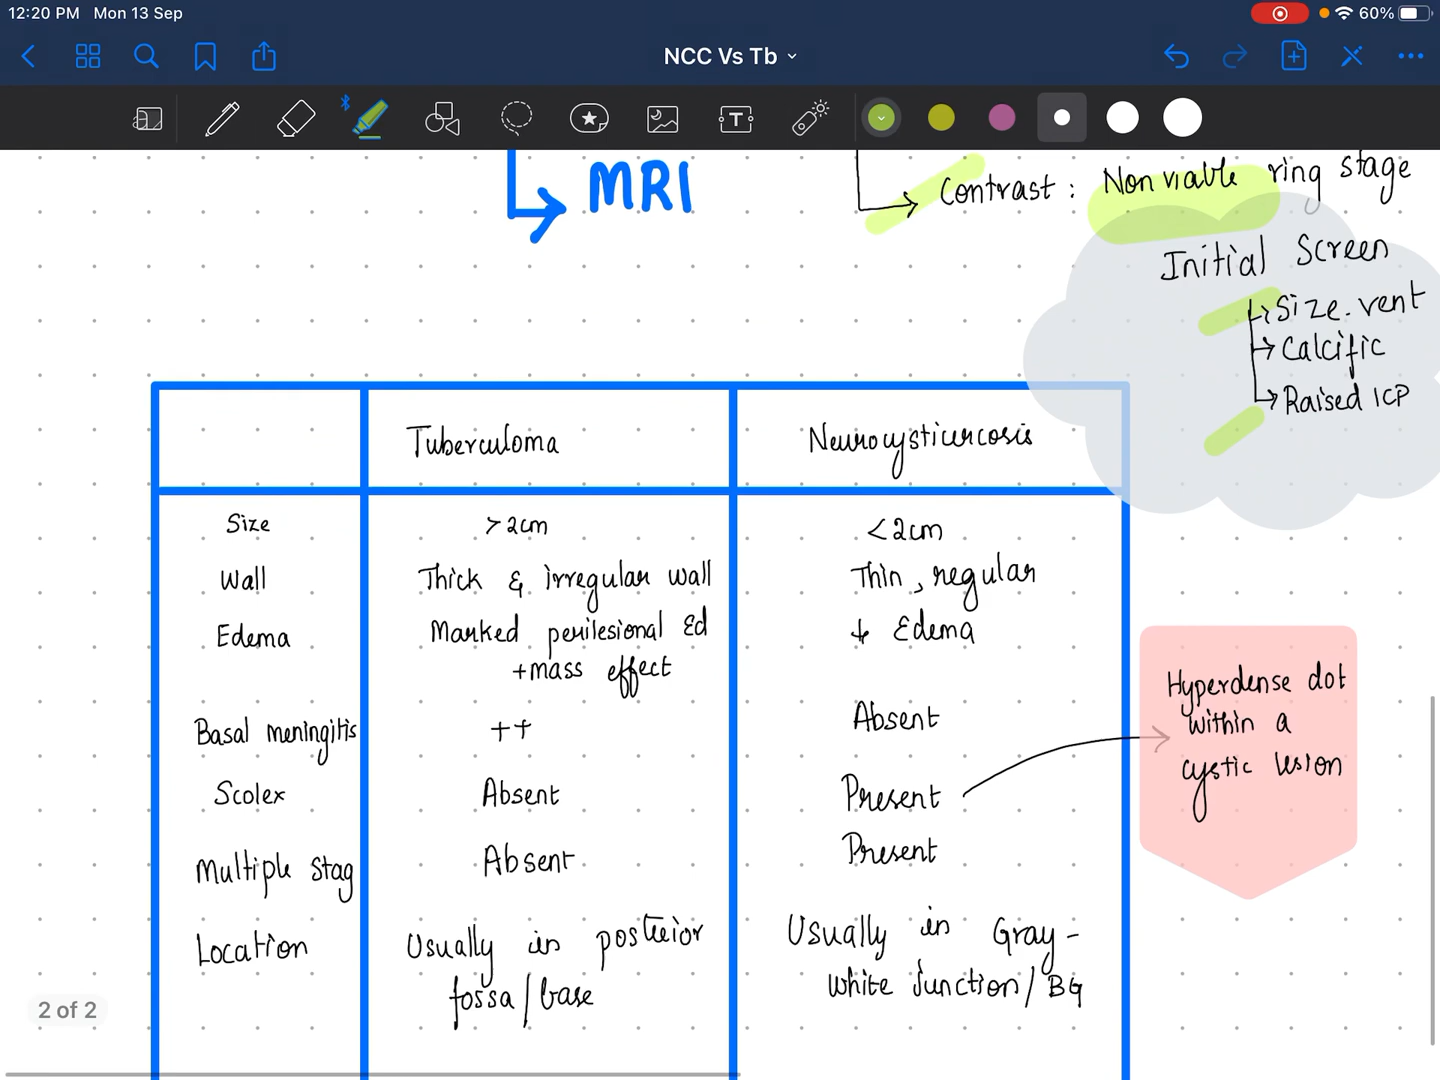 12:20 PM Mon 13 Sep
60%
NCC Vs Tb
MRI
Contrast : Nonviable ring stage
Initial Screen
Size.vent
Calcific
Raised ICP
Tuberculoma
Neurocysticercosis
Size
>2cm
<2cm
Wall
Thick & irregular wall
Thin, regular
Edema
Marked perilesional Ed
+mass effect
↓ Edema
Basal meningitis
++
Absent
Scolex
Absent
Present
Hyperdense dot
within a
cystic lesion
Multiple Stag
Absent
Present
Location
Usually in posterior
fossa/base
Usually in Gray-
white junction/BG
2 of 2